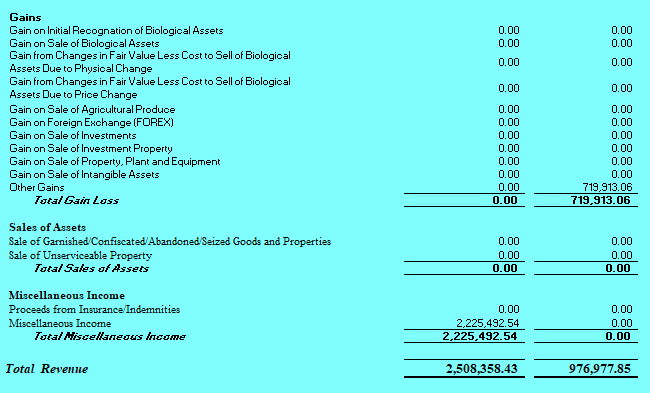 Gains
Gain on Initial Recognation of Biological Assets 0.00 0.00
Gain on Sale of Biological Assets 0.00 0.00
Gain from Changes in Fair Value Less Cost to Sell of Biological
Assets Due to Physical Change 0.00 0.00
Gain from Changes in Fair Value Less Cost to Sell of Biological
Assets Due to Price Change 0.00 0.00
Gain on Sale of Agricultural Produce 0.00 0.00
Gain on Foreign Exchange (FOREX) 0.00 0.00
Gain on Sale of Investments 0.00 0.00
Gain on Sale of Investment Property 0.00 0.00
Gain on Sale of Property, Plant and Equipment 0.00 0.00
Gain on Sale of Intangible Assets 0.00 0.00
Other Gains 0.00 719,913.06
Total Gain Loss 0.00 719,913.06
Sales of Assets
Sale of Garnished/Confiscated/Abandoned/Seized Goods and Properties 0.00 0.00
Sale of Unserviceable Property 0.00 0.00
Total Sales of Assets 0.00 0.00
Miscellaneous Income
Proceeds from Insurance/Indemnities 0.00 0.00
Miscellaneous Income 2,225,492.54 0.00
Total Miscellaneous Income 2,225,492.54 0.00
Total Revenue 2,508,358.43 976,977.85